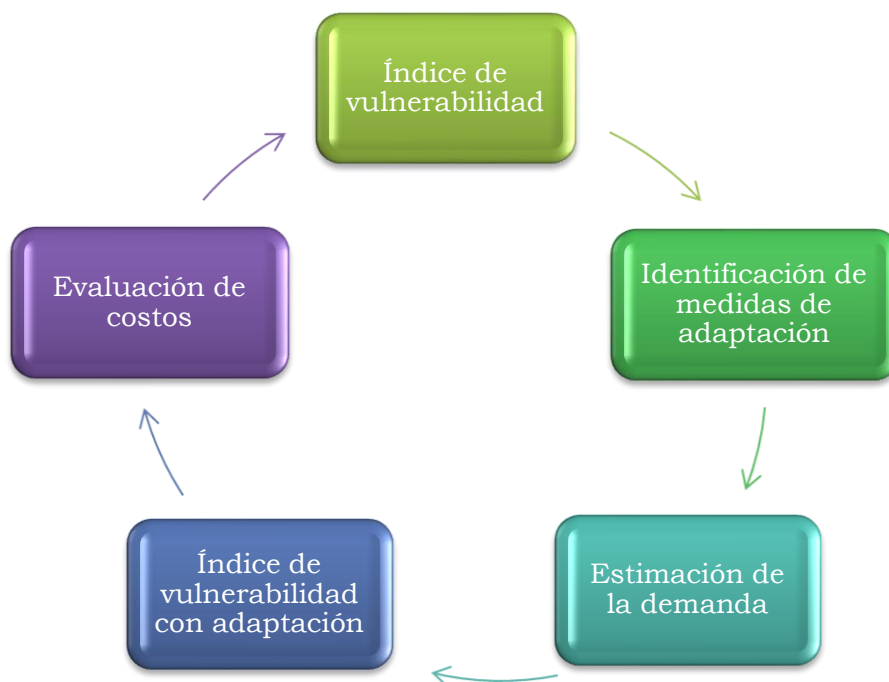 Índice de
vulnerabilidad
Identificación de
medidas de
adaptación
Estimación de
la demanda
Índice de
vulnerabilidad
con adaptación
Evaluación de
costos